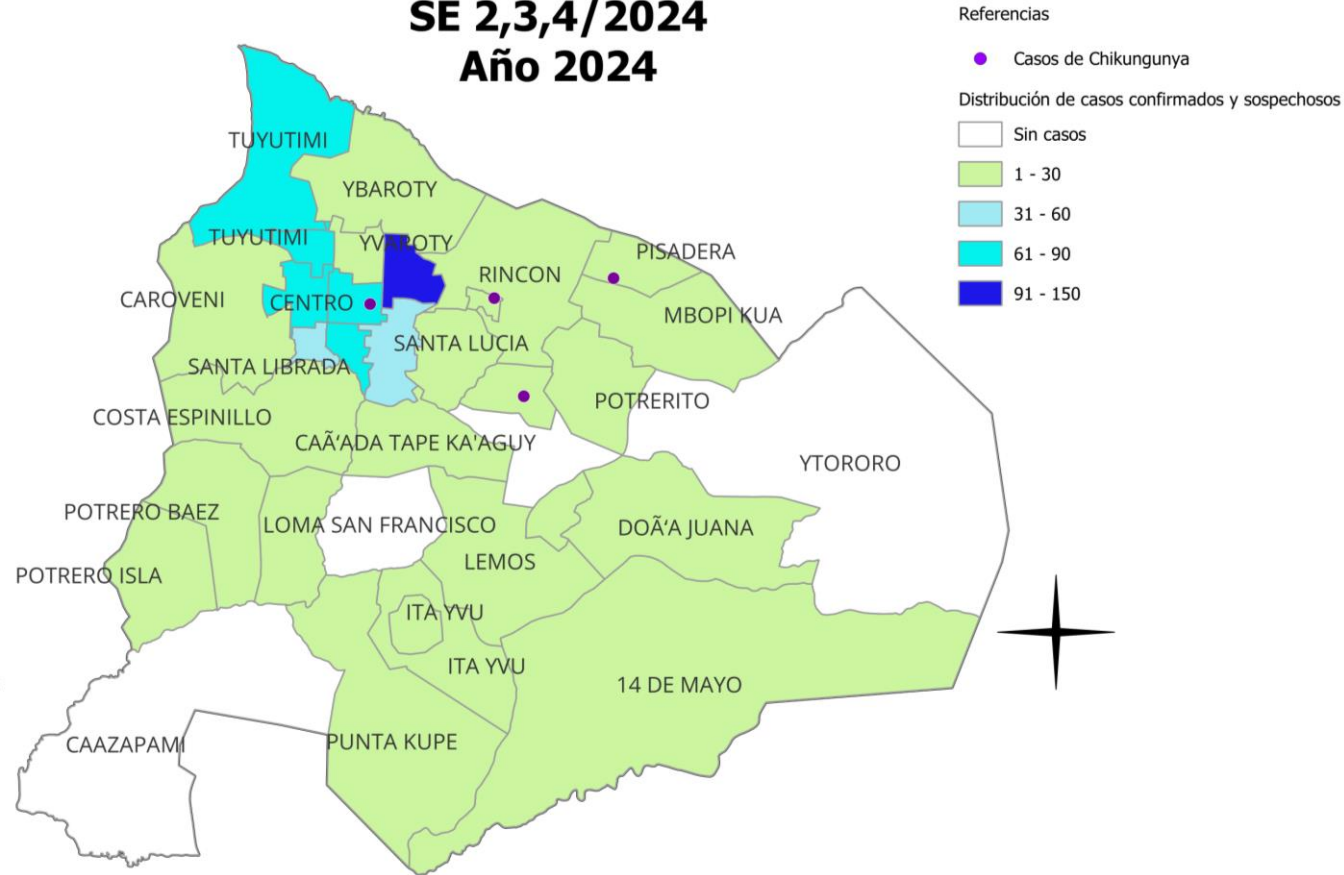 SE 2,3,4/2024
Año 2024
Referencias
Casos de Chikungunya
Distribución de casos confirmados y sospechosos
Sin casos
1 - 30
31 - 60
61 - 90
91 - 150
TUYUTIMI
YBAROTY
TUYUTIMI
YVAROTY
PISADERA
RINCON
CAROVENI
CENTRO
MBOPI KUA
SANTA LUCIA
SANTA LIBRADA
POTRERITO
COSTA ESPINILLO
CAÃ‘ADA TAPE KA'AGUY
YTORORO
POTRERO BAEZ
LOMA SAN FRANCISCO
DOÃ‘A JUANA
LEMOS
POTRERO ISLA
ITA YVU
ITA YVU
14 DE MAYO
PUNTA KUPE
CAAZAPAMI